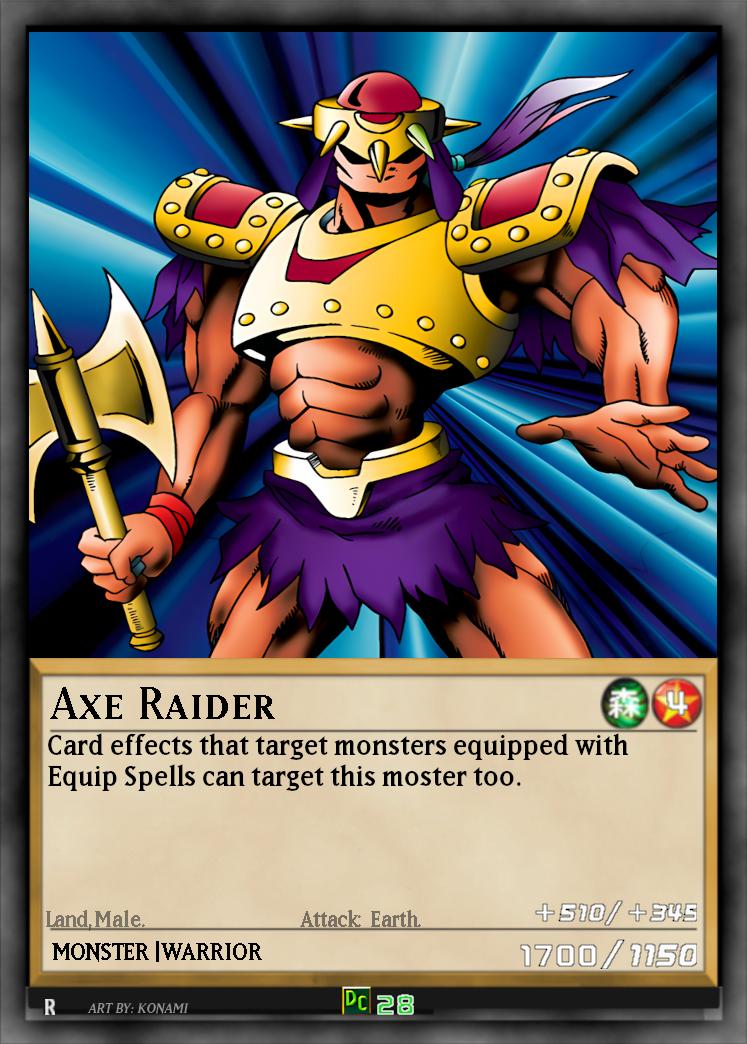 AXE RAIDER 森 4
Card effects that target monsters equipped with
Equip Spells can target this moster too.
Land, Male. Attack: Earth. +510/ +345
MONSTER |WARRIOR 1700/1150
R ART BY: KONAMI DC 28